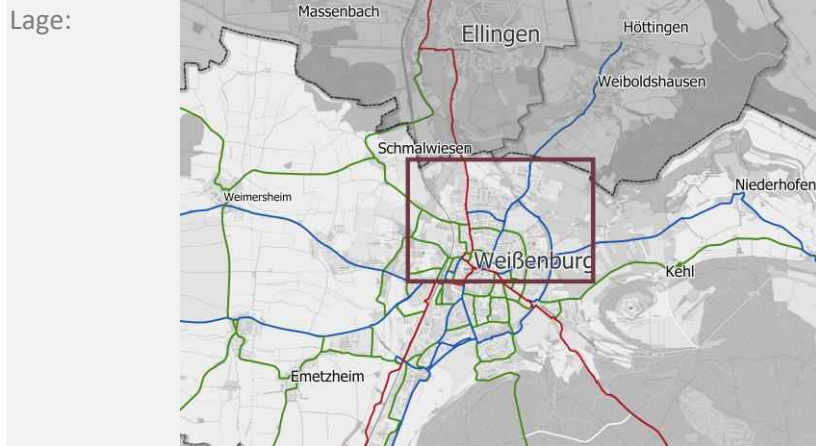 Lage:
Massenbach
Ellingen
Höttingen
Weiboldshausen
Schmalwiesen
Weimersheim
Niederhofen
Weißenburg
Kehl
Emetzheim